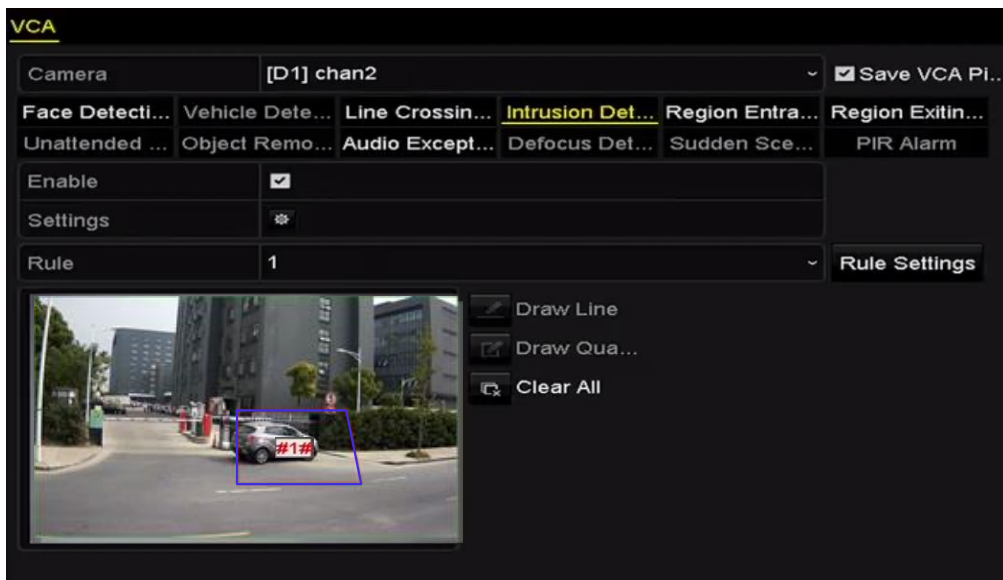 VCA
Camera [D1] chan2 Save VCA Pi...
Face Detecti... Vehicle Dete... Line Crossin... Intrusion Det... Region Entra... Region Exitin...
Unattended ... Object Remo... Audio Except... Defocus Det... Sudden Sce... PIR Alarm
Enable
Settings
Rule 1 Rule Settings
Draw Line
Draw Qua...
Clear All
#1#